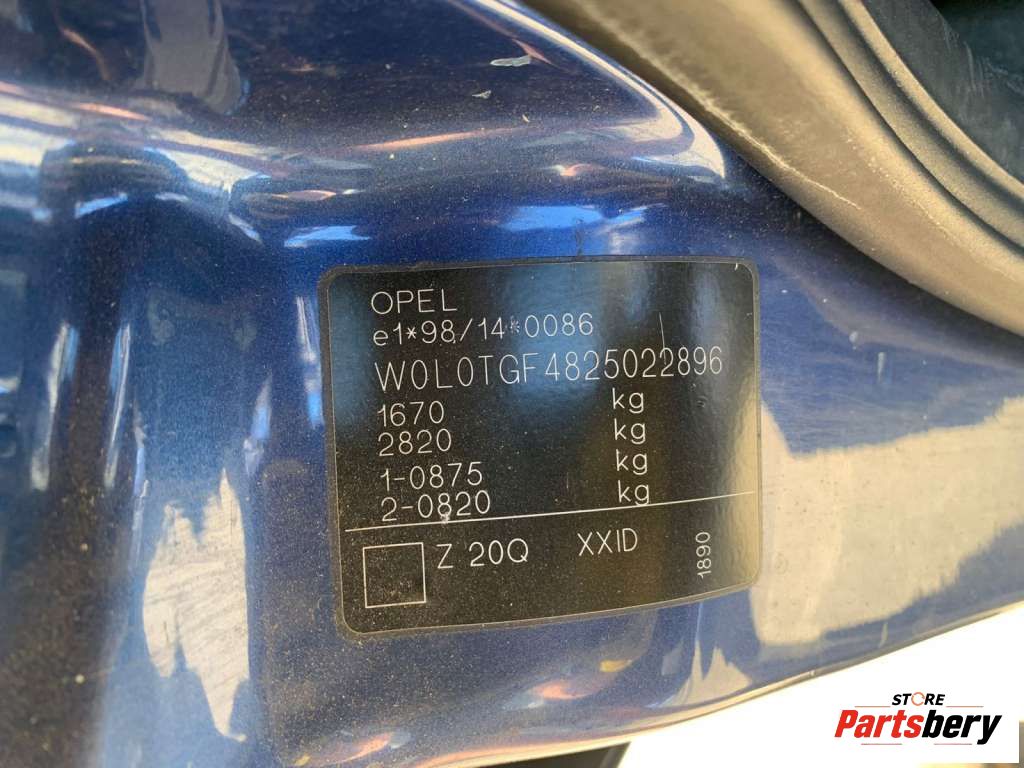 OPEL
e1*98/14*0086
W0L0TGF4825022896
1670 kg
2820 kg
1-0875 kg
2-0820 kg
Z 20Q XXID
1890
STORE
Partsbery